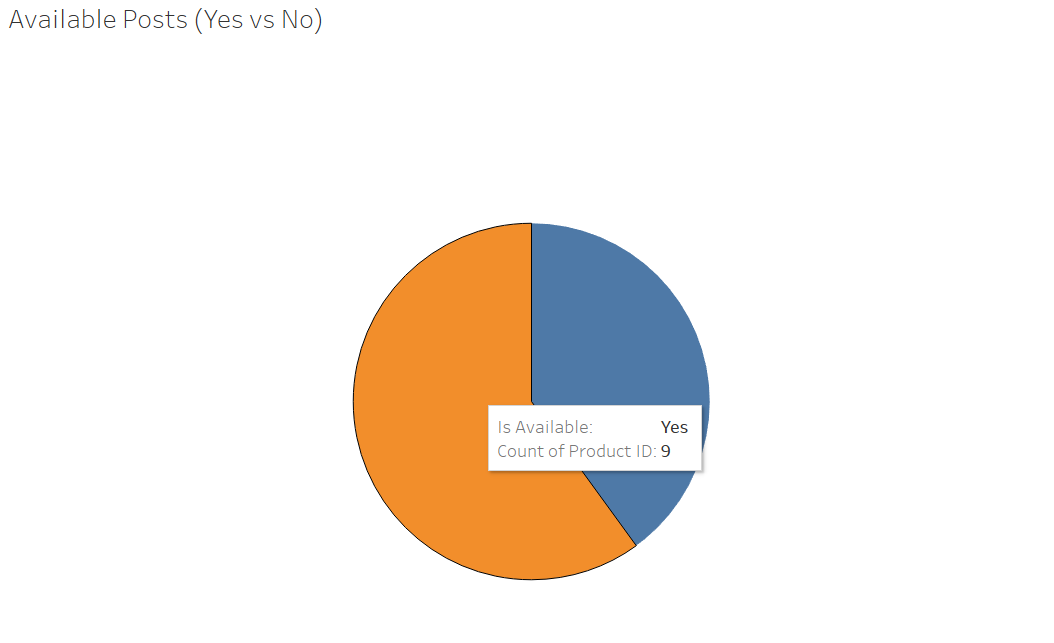 Available Posts (Yes vs No)
Is Available: Yes
Count of Product ID: 9